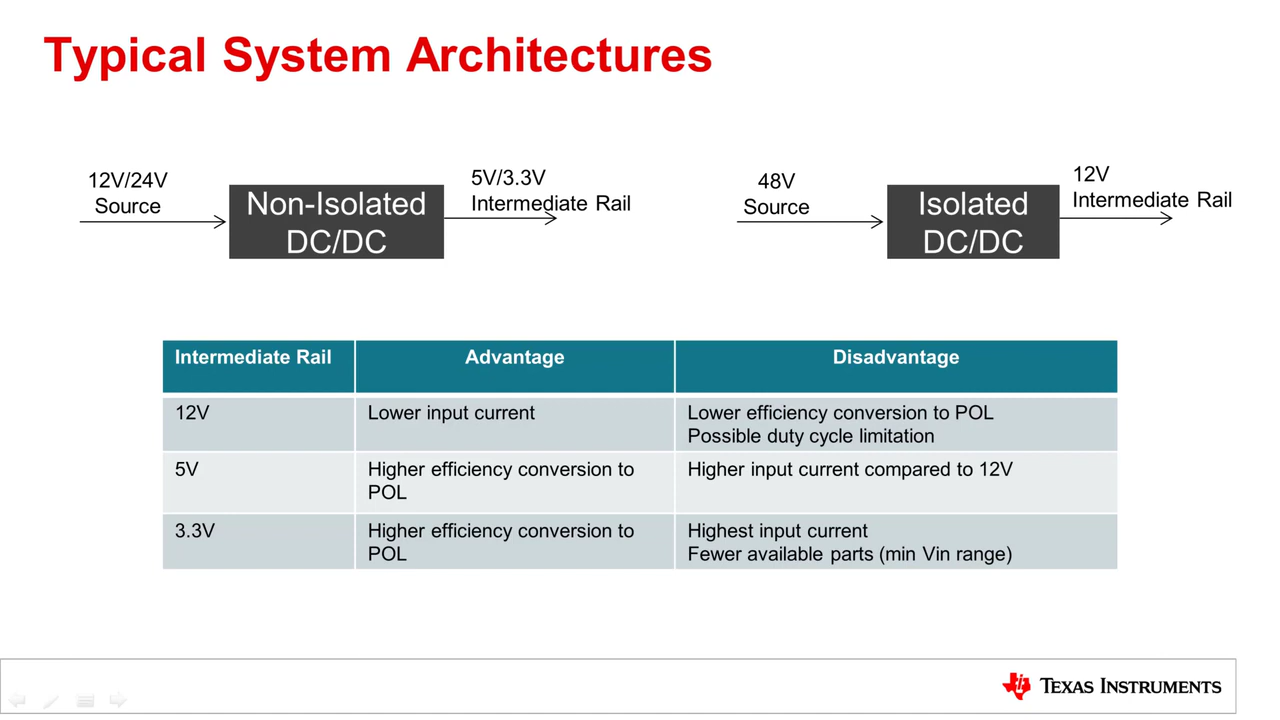 Typical System Architectures
12V/24V
Source
Non-Isolated
DC/DC
5V/3.3V
Intermediate Rail
48V
Source
Isolated
DC/DC
12V
Intermediate Rail
Intermediate Rail Advantage Disadvantage
12V Lower input current Lower efficiency conversion to POL
Possible duty cycle limitation
5V Higher efficiency conversion to Higher input current compared to 12V
POL
3.3V Higher efficiency conversion to Highest input current
POL Fewer available parts (min Vin range)
TEXAS INSTRUMENTS